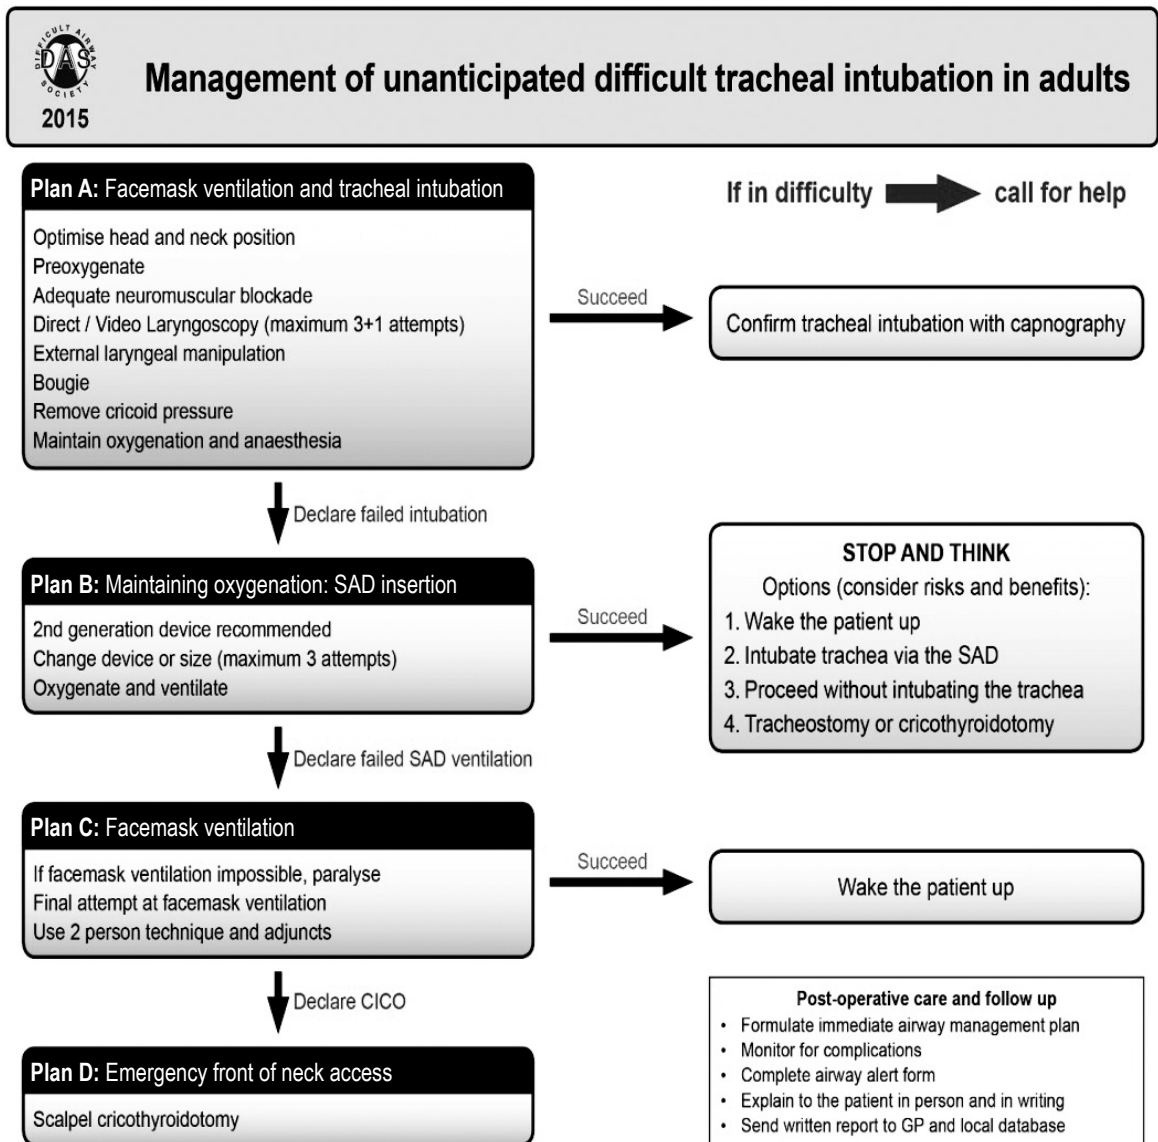 DIFFICULT AIRWAY
DAS
SOCIETY
2015
Management of unanticipated difficult tracheal intubation in adults
Plan A: Facemask ventilation and tracheal intubation
Optimise head and neck position
Preoxygenate
Adequate neuromuscular blockade
Direct / Video Laryngoscopy (maximum 3+1 attempts)
External laryngeal manipulation
Bougie
Remove cricoid pressure
Maintain oxygenation and anaesthesia
If in difficulty call for help
Succeed
Confirm tracheal intubation with capnography
Declare failed intubation
Plan B: Maintaining oxygenation: SAD insertion
2nd generation device recommended
Change device or size (maximum 3 attempts)
Oxygenate and ventilate
Succeed
STOP AND THINK
Options (consider risks and benefits):
1. Wake the patient up
2. Intubate trachea via the SAD
3. Proceed without intubating the trachea
4. Tracheostomy or cricothyroidotomy
Declare failed SAD ventilation
Plan C: Facemask ventilation
If facemask ventilation impossible, paralyse
Final attempt at facemask ventilation
Use 2 person technique and adjuncts
Succeed
Wake the patient up
Declare CICO
Plan D: Emergency front of neck access
Scalpel cricothyroidotomy
Post-operative care and follow up
• Formulate immediate airway management plan
• Monitor for complications
• Complete airway alert form
• Explain to the patient in person and in writing
• Send written report to GP and local database